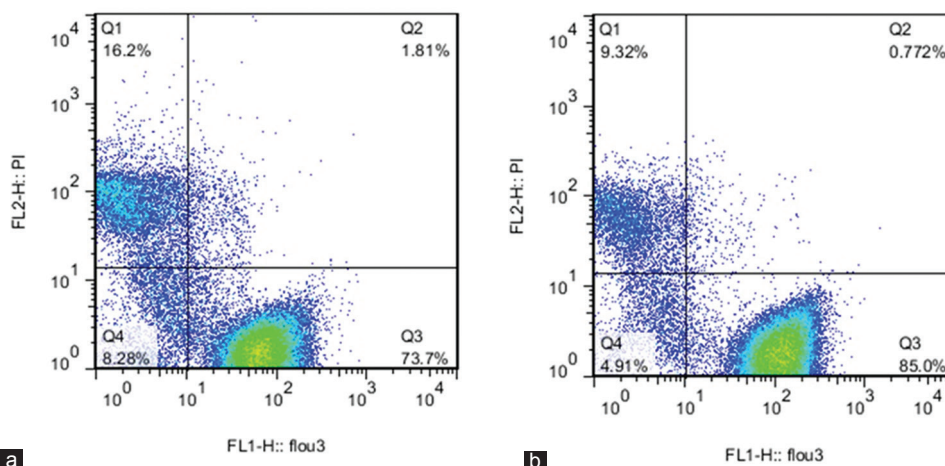 Q1
16.2%
Q2
1.81%
Q4
8.28%
Q3
73.7%
10^4
10^3
10^2
10^1
10^0
FL2-H:: PI
10^0 10^1 10^2 10^3 10^4
FL1-H:: flou3
a
Q1
9.32%
Q2
0.772%
Q4
4.91%
Q3
85.0%
10^4
10^3
10^2
10^1
10^0
FL2-H:: PI
10^0 10^1 10^2 10^3 10^4
FL1-H:: flou3
b